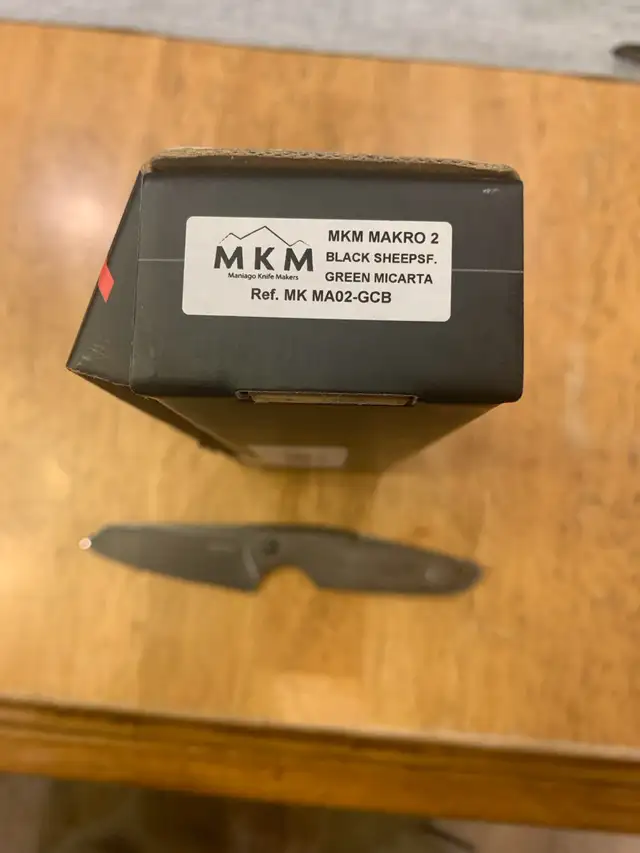 MKM
Maniago Knife Makers
MKM MAKRO 2
BLACK SHEEPSF.
GREEN MICARTA
Ref. MK MA02-GCB